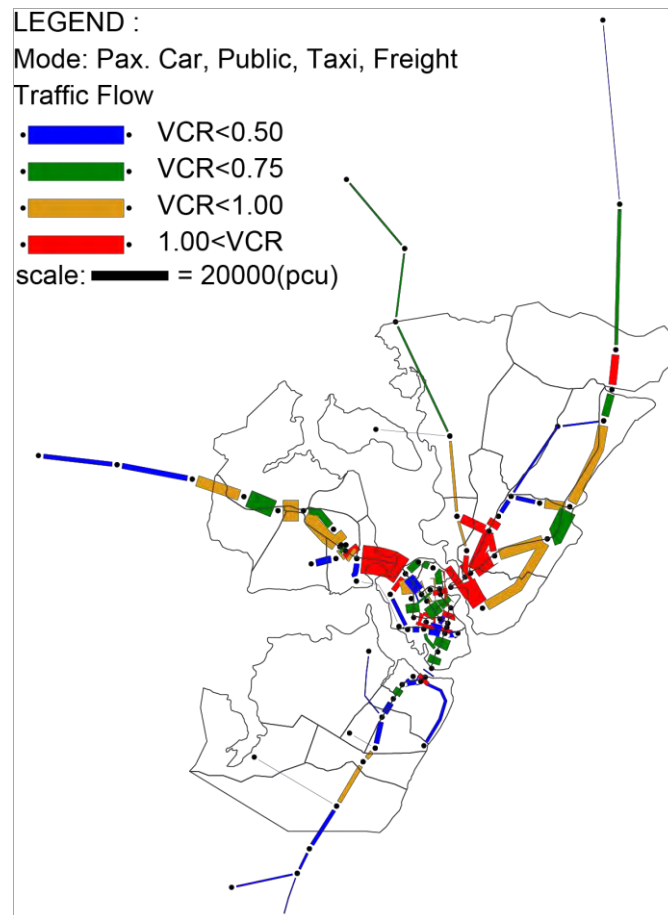 LEGEND :
Mode: Pax. Car, Public, Taxi, Freight
Traffic Flow
VCR<0.50
VCR<0.75
VCR<1.00
1.00<VCR
scale: = 20000(pcu)